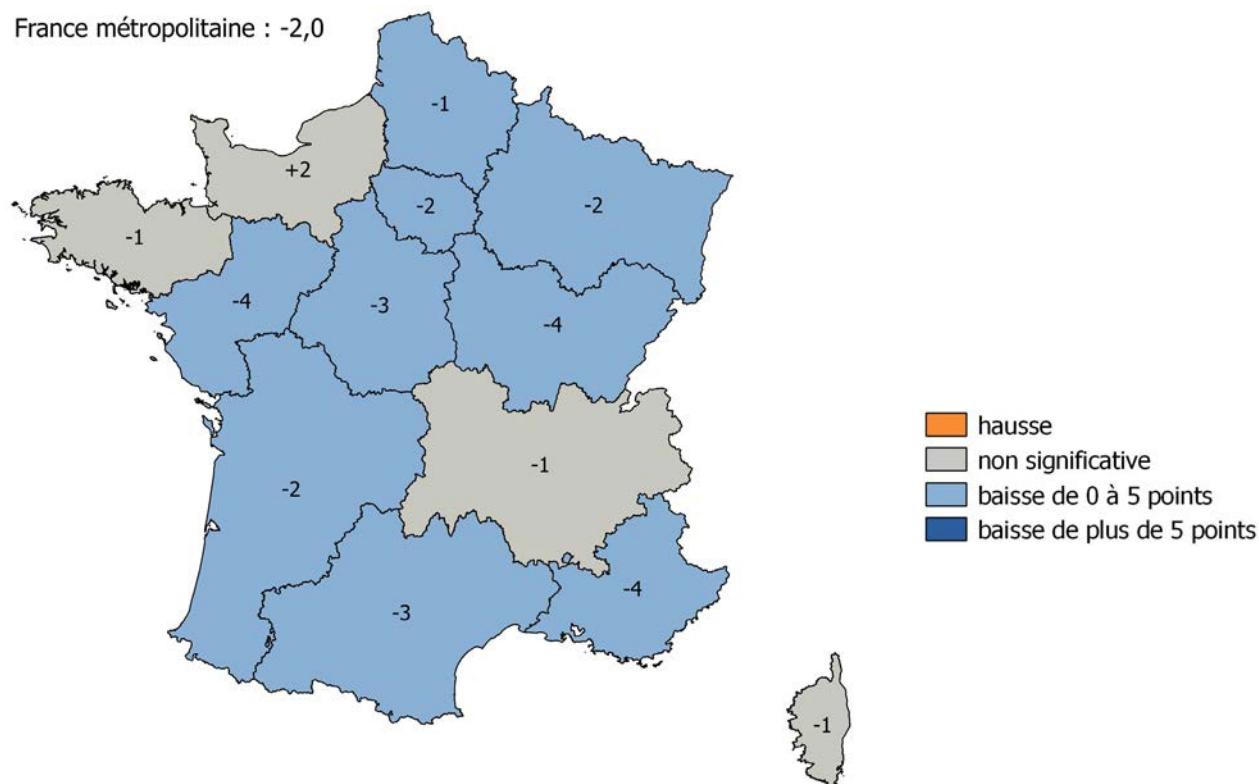 France métropolitaine : -2,0
-1
+2
-2
-2
-1
-4
-3
-4
-1
-2
-4
-3
-1
hausse
non significative
baisse de 0 à 5 points
baisse de plus de 5 points